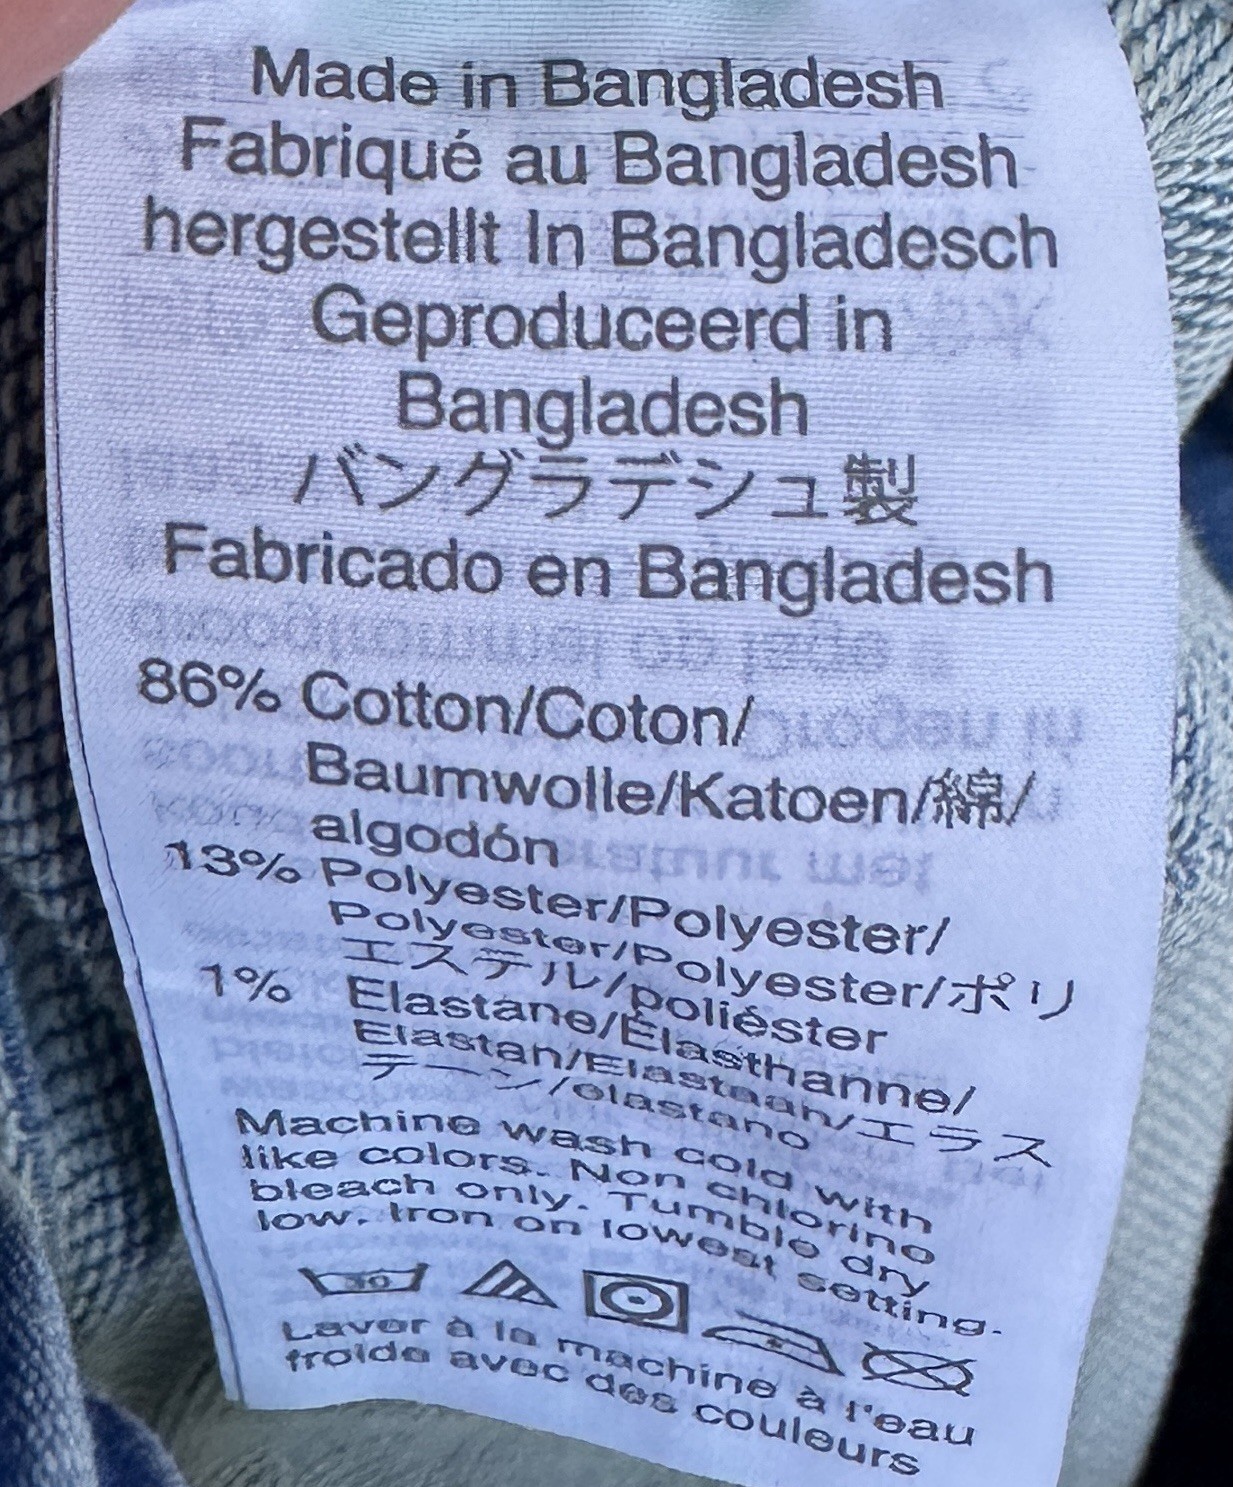 Made in Bangladesh
Fabriqué au Bangladesh
hergestellt In Bangladesch
Geproduceerd in
Bangladesh
バングラデシュ製
Fabricado en Bangladesh
86% Cotton/Coton/
Baumwolle/Katoen/綿/
algodón
13% Polyester/Polyester/
Polyester/Polyester/ポリ
エステル/poliéster
1% Elastane/Élasthanne/
Elastan/Elastaan/エラス
テーン/elastano
Machine wash cold with
like colors. Non chlorine
bleach only. Tumble dry
low. Iron on lowest setting.
30
Laver à la machine à l'eau
froide avec des couleurs